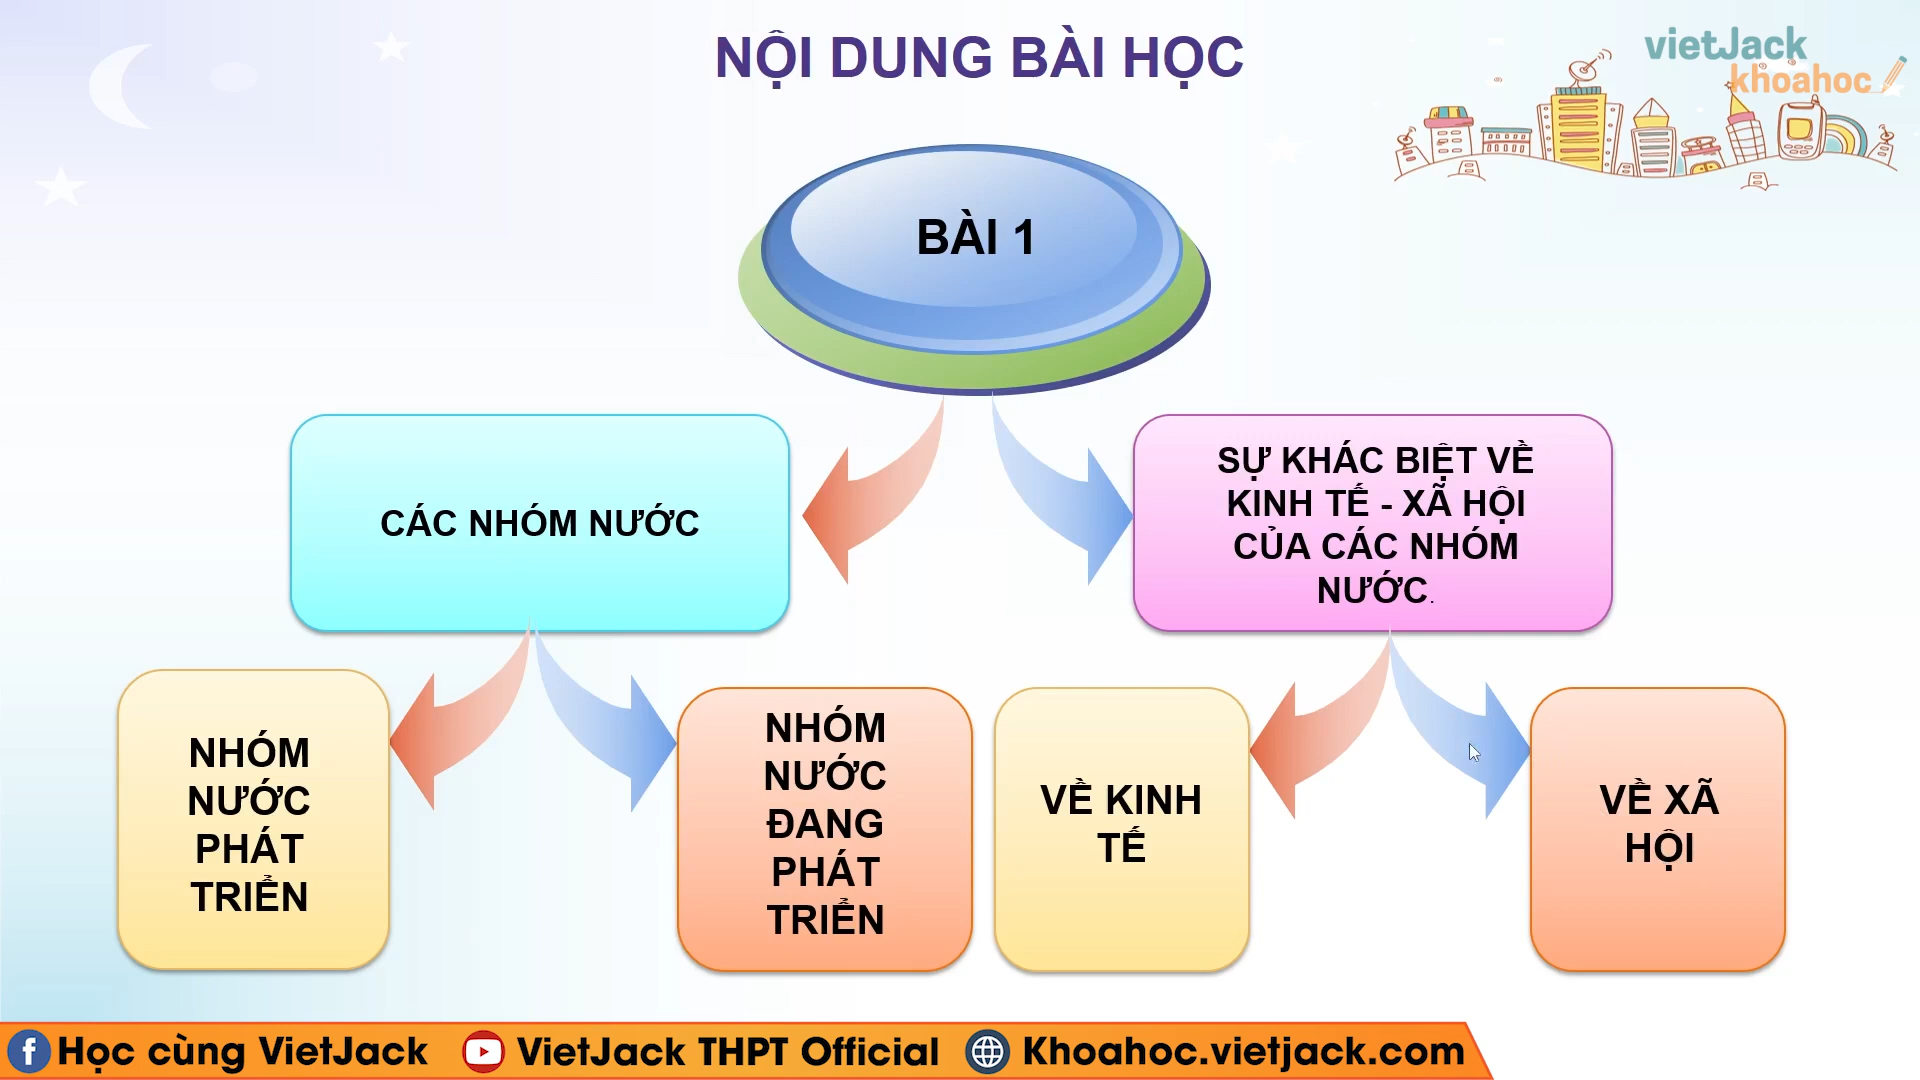 NỘI DUNG BÀI HỌC
vietJack
khoahoc
BÀI 1
CÁC NHÓM NƯỚC
SỰ KHÁC BIỆT VỀ
KINH TẾ - XÃ HỘI
CỦA CÁC NHÓM
NƯỚC.
NHÓM
NƯỚC
PHÁT
TRIỂN
NHÓM
NƯỚC
ĐANG
PHÁT
TRIỂN
VỀ KINH
TẾ
VỀ XÃ
HỘI
Học cùng VietJack
VietJack THPT Official
Khoahoc.vietjack.com